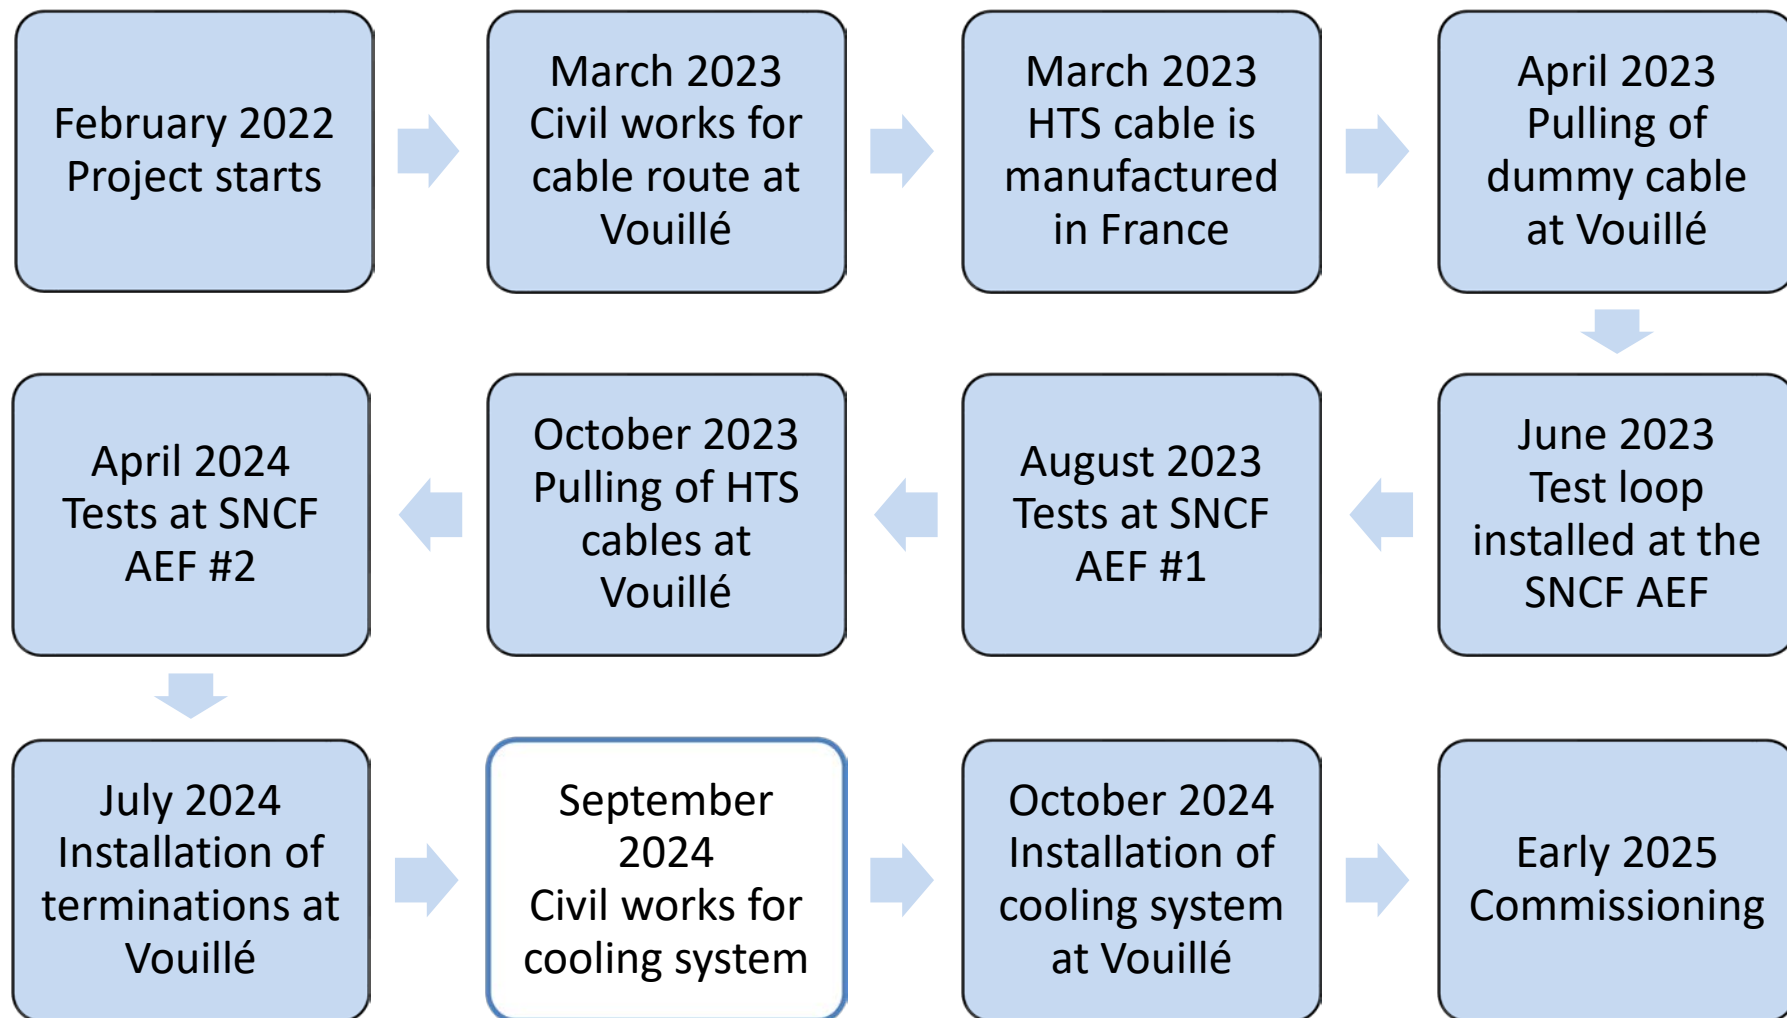 February 2022
Project starts
March 2023
Civil works for
cable route at
Vouillé
March 2023
HTS cable is
manufactured
in France
April 2023
Pulling of
dummy cable
at Vouillé
June 2023
Test loop
installed at the
SNCF AEF
August 2023
Tests at SNCF
AEF #1
October 2023
Pulling of HTS
cables at
Vouillé
April 2024
Tests at SNCF
AEF #2
July 2024
Installation of
terminations at
Vouillé
September
2024
Civil works for
cooling system
October 2024
Installation of
cooling system
at Vouillé
Early 2025
Commissioning